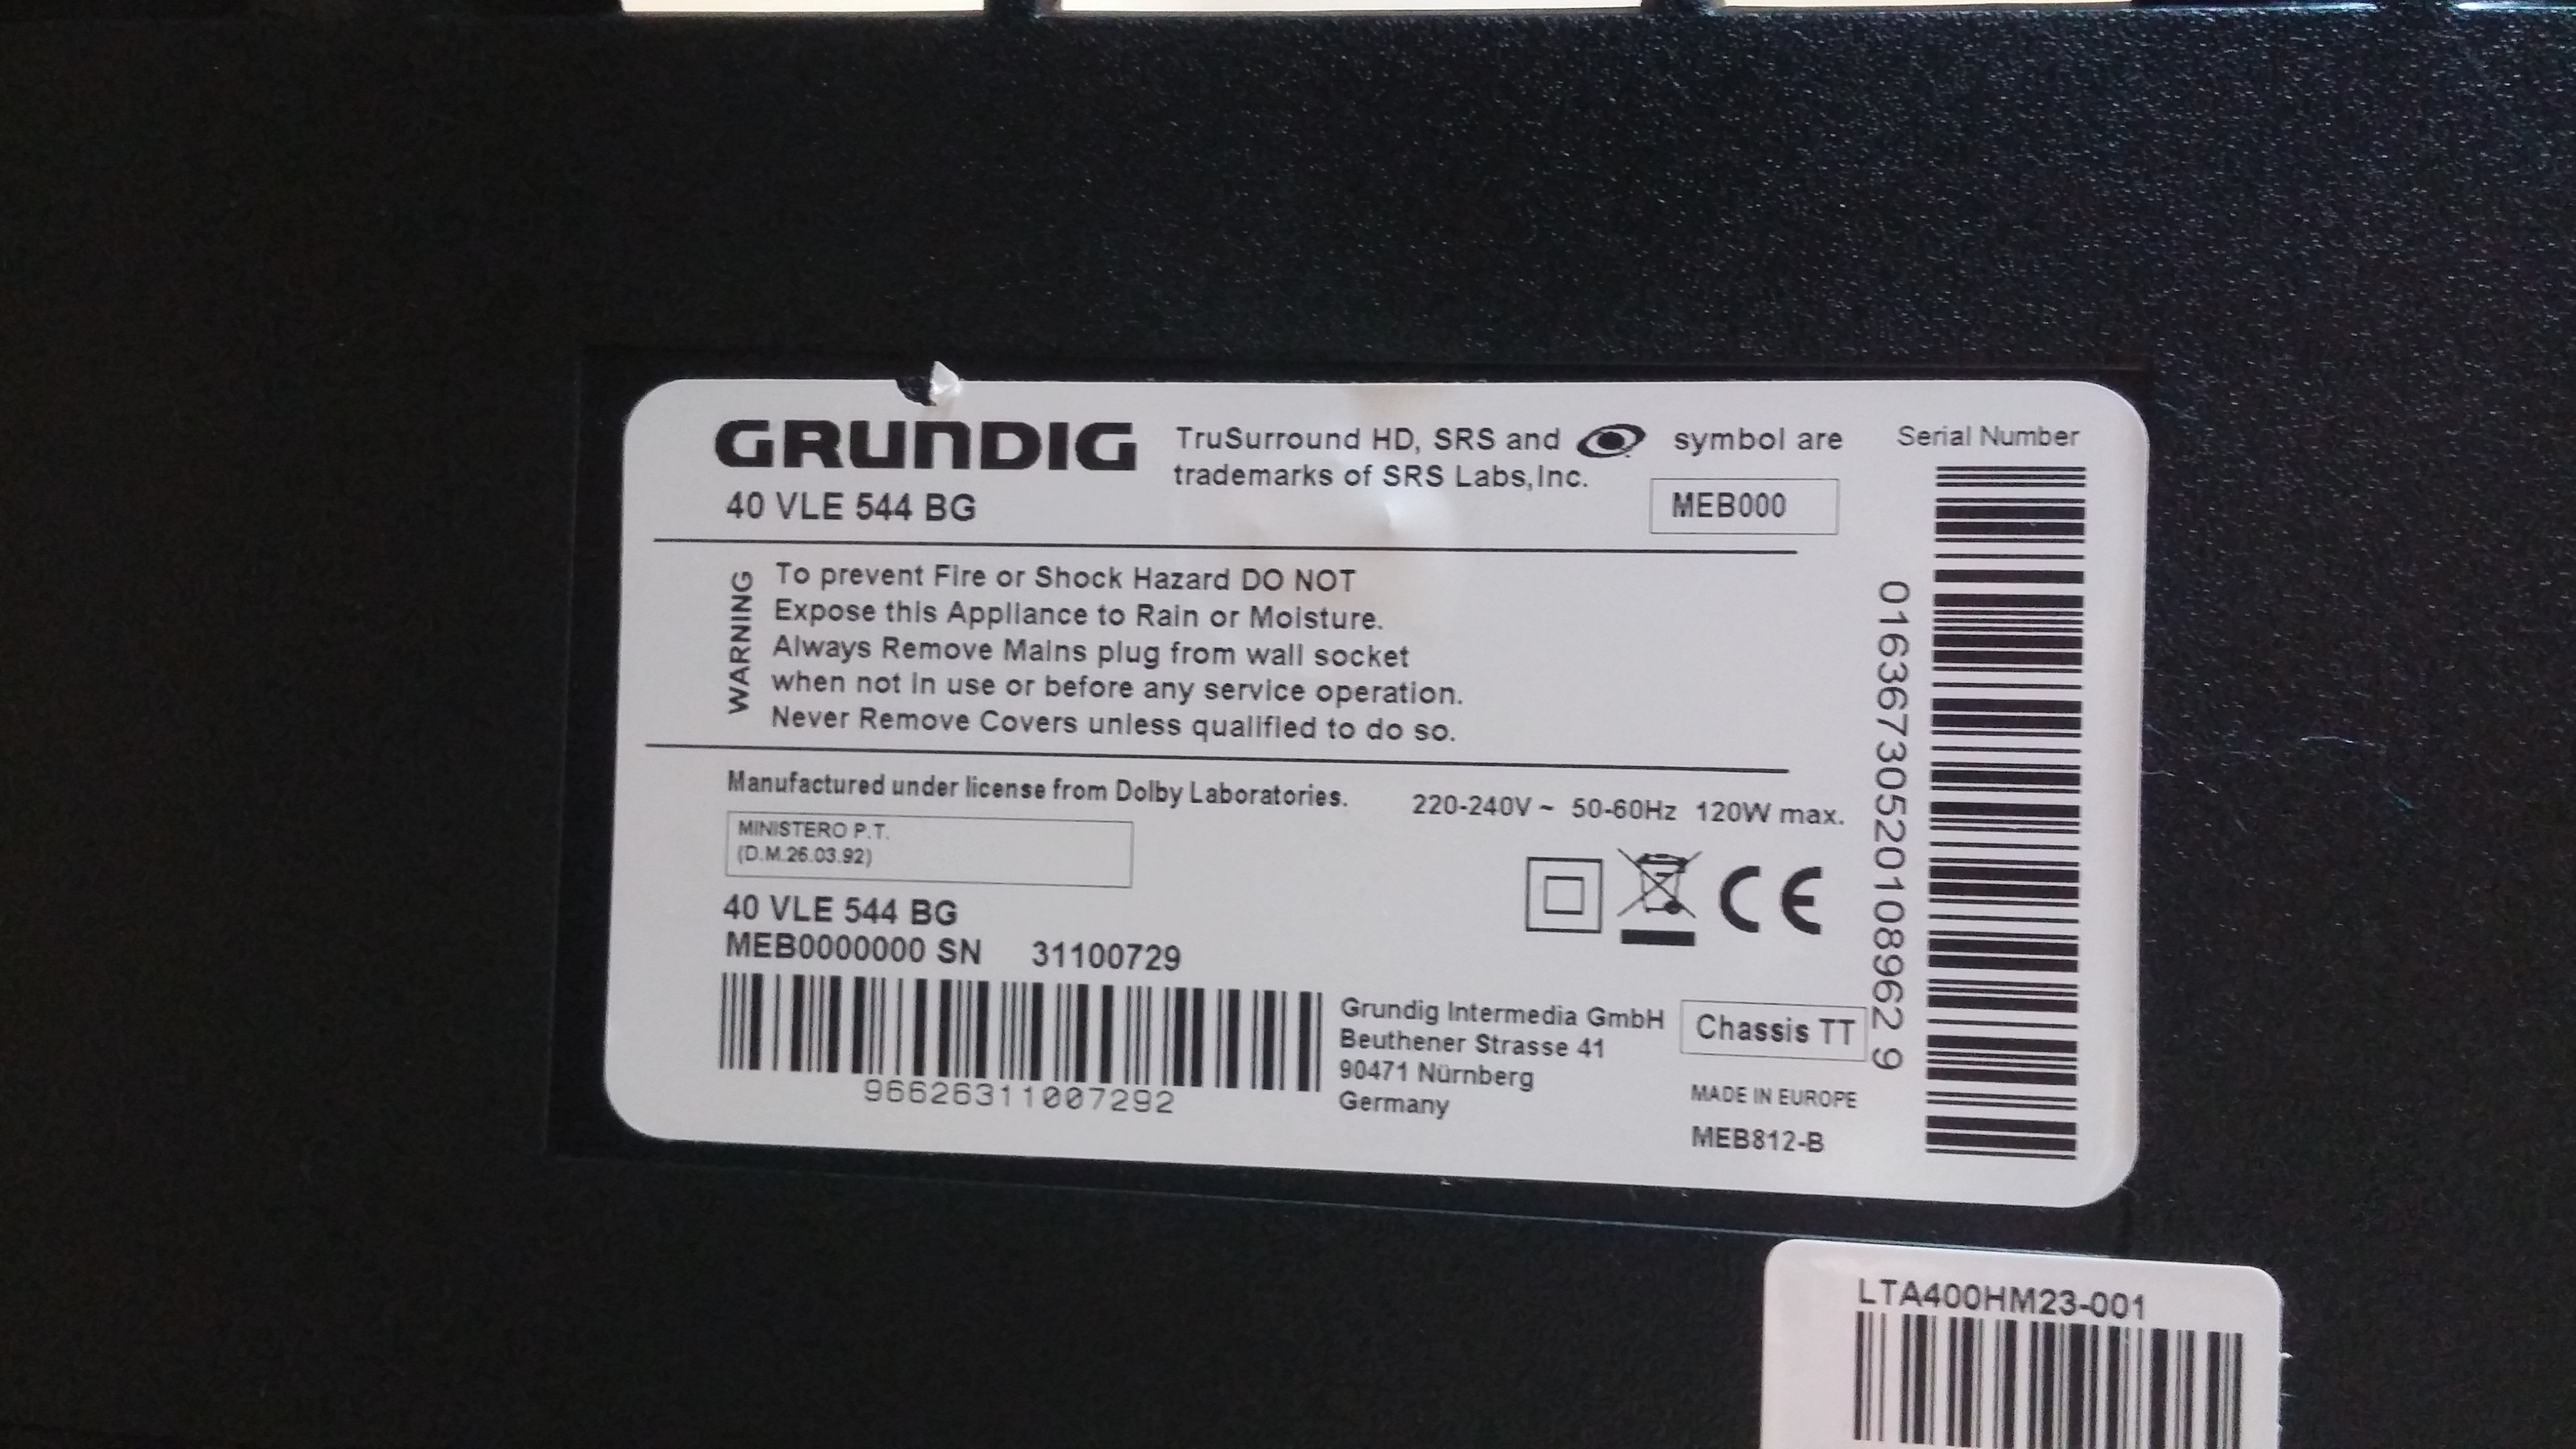 GRUNDIG
40 VLE 544 BG
TruSurround HD, SRS and symbol are
trademarks of SRS Labs,Inc.
MEB000
Serial Number
01636730520108962 9
WARNING
To prevent Fire or Shock Hazard DO NOT
Expose this Appliance to Rain or Moisture.
Always Remove Mains plug from wall socket
when not in use or before any service operation.
Never Remove Covers unless qualified to do so.
Manufactured under license from Dolby Laboratories.
220-240V ~ 50-60Hz 120W max.
MINISTERO P.T.
(D.M.26.03.92)
CE
40 VLE 544 BG
MEB0000000 SN 31100729
96626311007292
Grundig Intermedia GmbH
Beuthener Strasse 41
90471 Nürnberg
Germany
Chassis TT
MADE IN EUROPE
MEB812-B
LTA400HM23-001